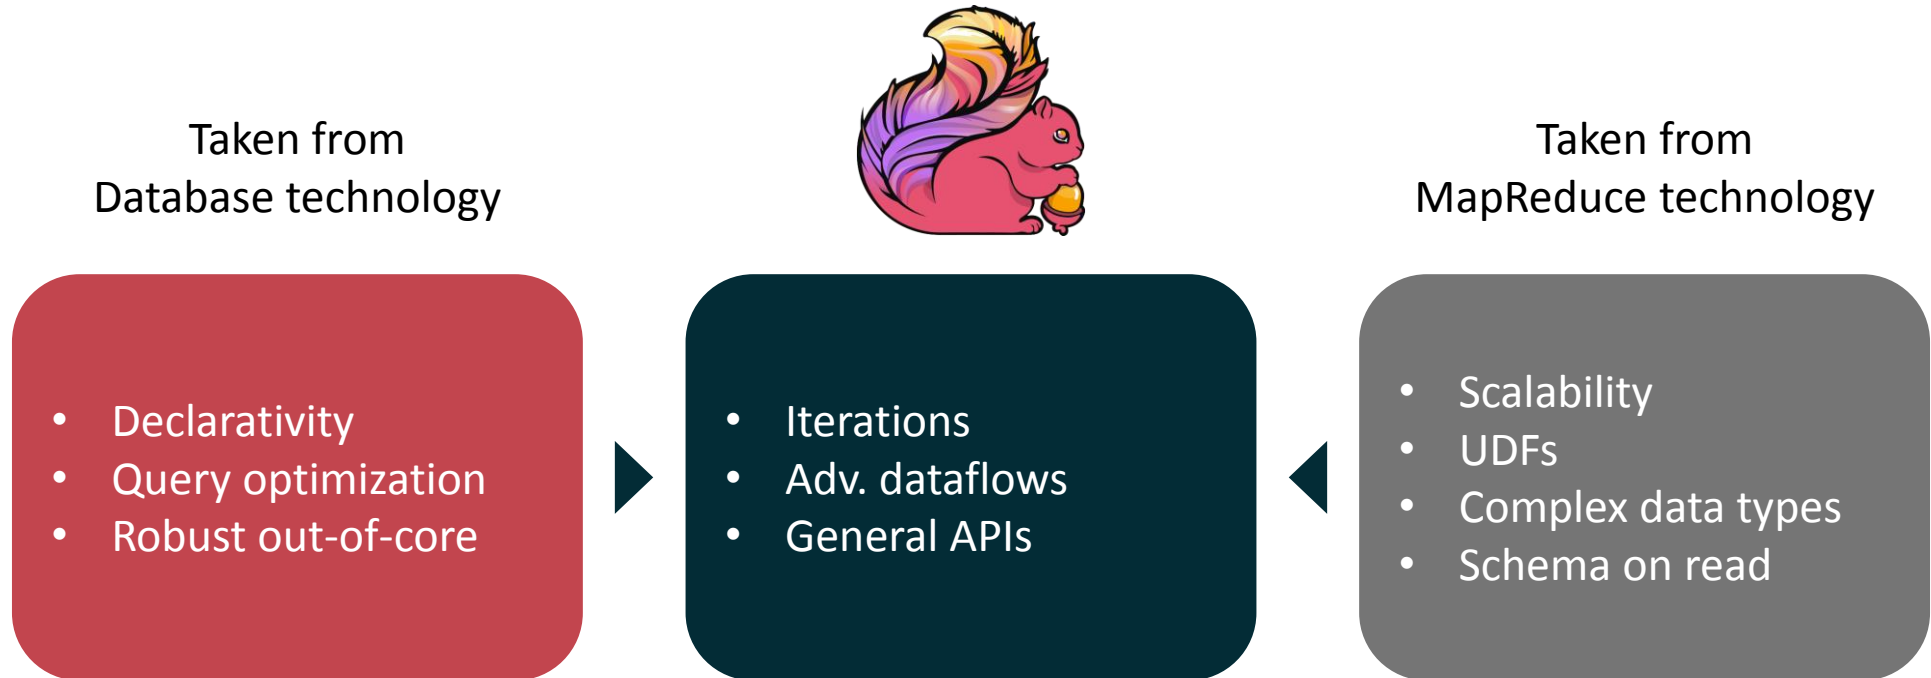 Taken from
Database technology
• Declarativity
• Query optimization
• Robust out-of-core
• Iterations
• Adv. dataflows
• General APIs
Taken from
MapReduce technology
• Scalability
• UDFs
• Complex data types
• Schema on read